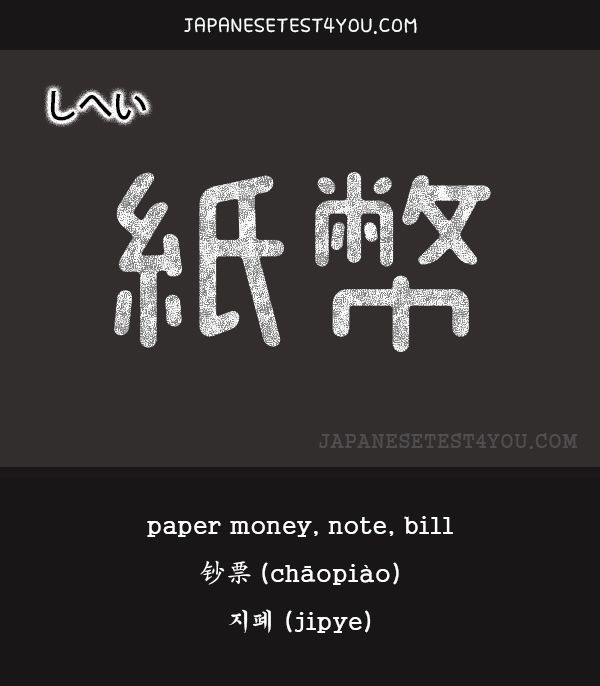 JAPANESETEST4YOU.COM
しへい
紙幣
JAPANESETEST4YOU.COM
paper money, note, bill
钞票 (chāopiào)
지폐 (jipye)